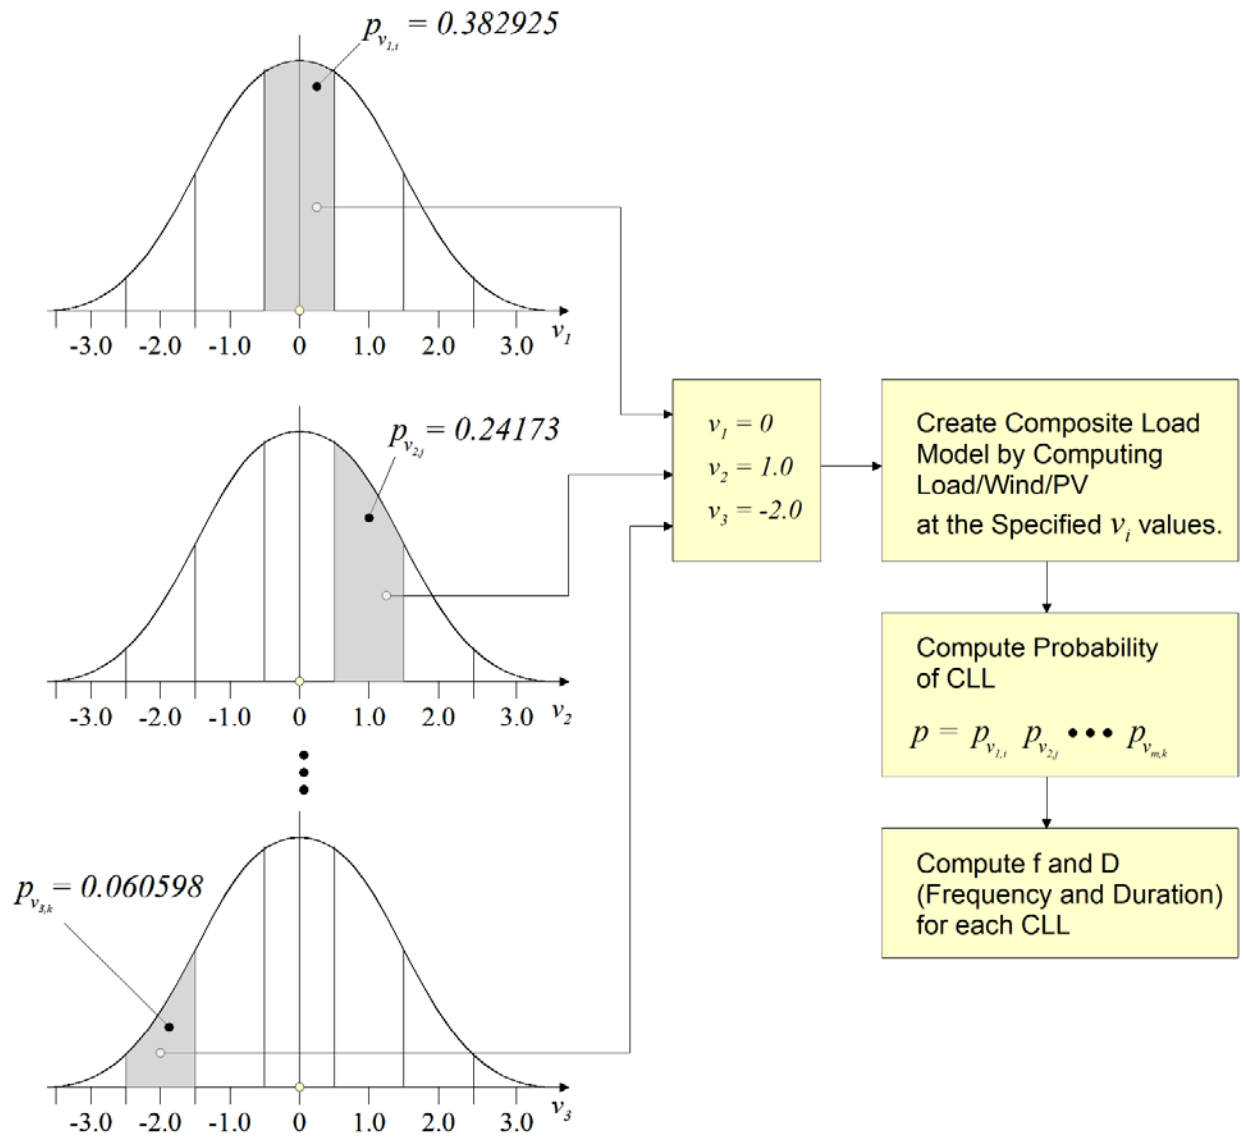 p_{v_{1,i}} = 0.382925
-3.0 -2.0 -1.0 0 1.0 2.0 3.0 v_1
p_{v_{2,j}} = 0.24173
-3.0 -2.0 -1.0 0 1.0 2.0 3.0 v_2
p_{v_{3,k}} = 0.060598
-3.0 -2.0 -1.0 0 1.0 2.0 3.0 v_3
v_1 = 0
v_2 = 1.0
v_3 = -2.0
Create Composite Load
Model by Computing
Load/Wind/PV
at the Specified v_i values.
Compute Probability
of CLL
p = p_{v_{1,i}} p_{v_{2,j}} ••• p_{v_{m,k}}
Compute f and D
(Frequency and Duration)
for each CLL